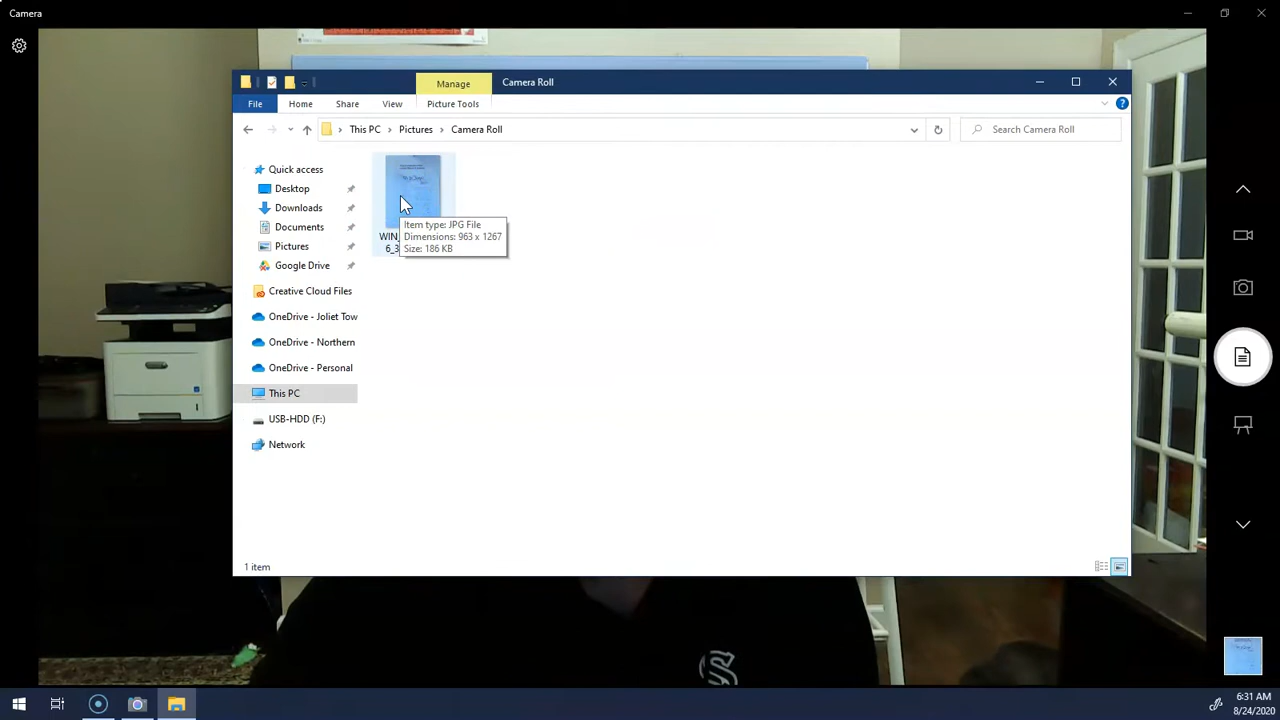 Camera
Manage
Camera Roll
File
Home
Share
View
Picture Tools
This PC
Pictures
Camera Roll
Search Camera Roll
Quick access
Desktop
Downloads
Documents
Pictures
Google Drive
Creative Cloud Files
OneDrive - Joliet Tow
OneDrive - Northern
OneDrive - Personal
This PC
USB-HDD (F:)
Network
WIN_
6_3
Item type: JPG File
Dimensions: 963 x 1267
Size: 186 KB
1 item
6:31 AM
8/24/2020